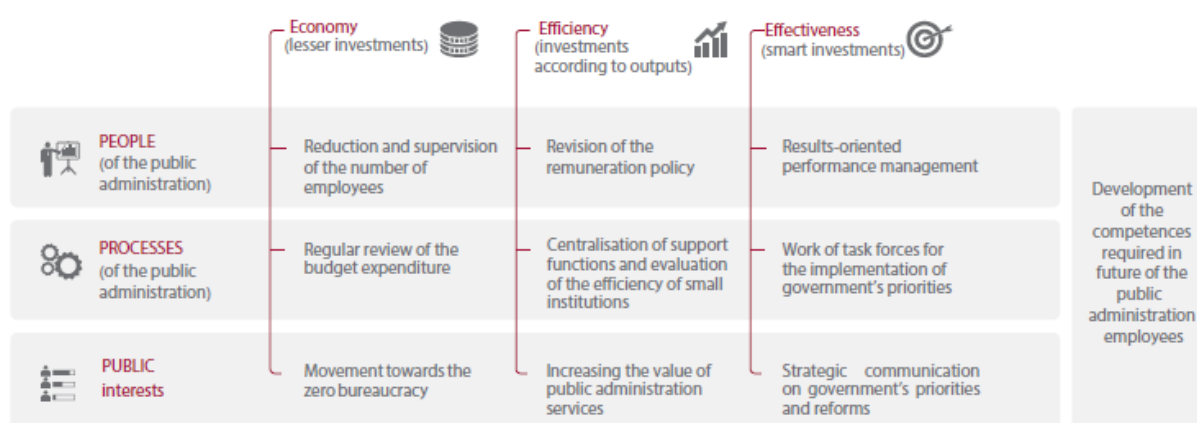 Economy
(lesser investments)
Efficiency
(investments
according to outputs)
Effectiveness
(smart investments)
PEOPLE
(of the public
administration)
Reduction and supervision
of the number of
employees
Revision of the
remuneration policy
Results-oriented
performance management
PROCESSES
(of the public
administration)
Regular review of the
budget expenditure
Centralisation of support
functions and evaluation
of the efficiency of small
institutions
Work of task forces for
the implementation of
government's priorities
PUBLIC
interests
Movement towards the
zero bureaucracy
Increasing the value of
public administration
services
Strategic communication
on government's priorities
and reforms
Development
of the
competences
required in
future of the
public
administration
employees